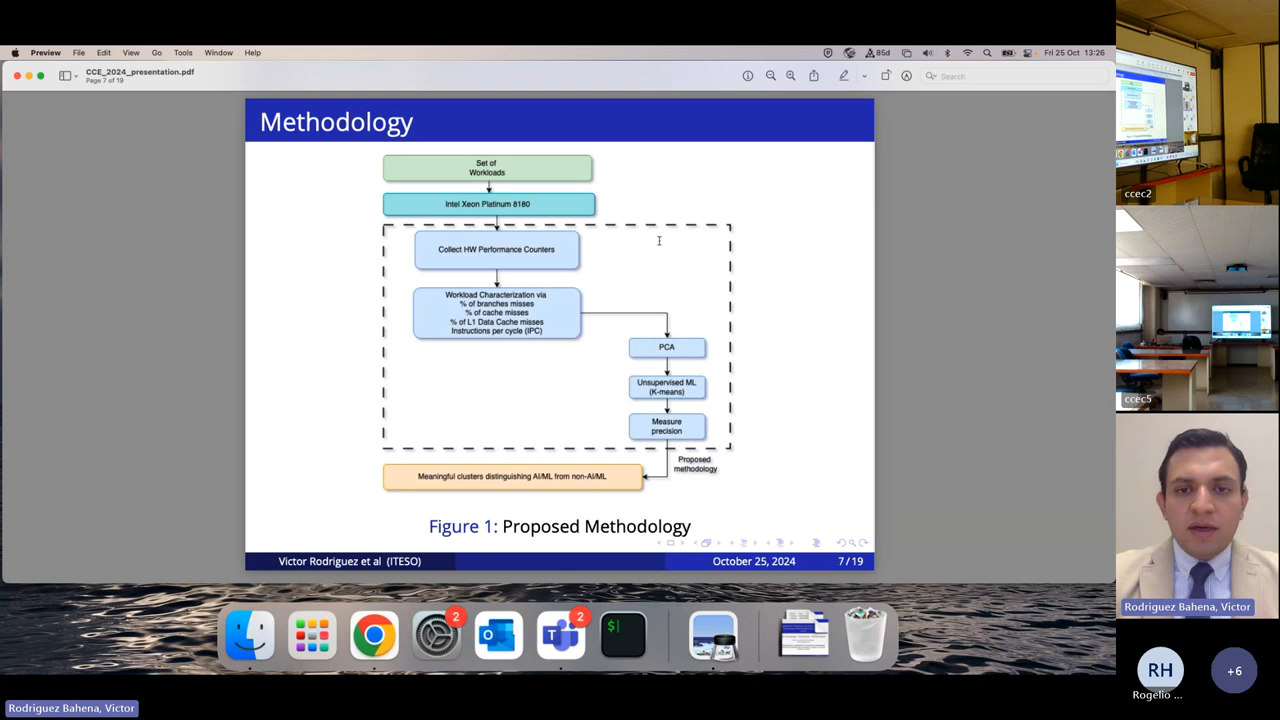 Preview File Edit View Go Tools Window Help
85d
Fri 25 Oct 13:26
CCE_2024_presentation.pdf
Page 7 of 19
Search
Methodology
Set of
Workloads
Intel Xeon Platinum 8180
Collect HW Performance Counters
Workload Characterization via
% of branches misses
% of cache misses
% of L1 Data Cache misses
Instructions per cycle (IPC)
PCA
Unsupervised ML
(K-means)
Measure
precision
Proposed
methodology
Meaningful clusters distinguishing AI/ML from non-AI/ML
Figure 1: Proposed Methodology
Victor Rodriguez et al (ITESO)
October 25, 2024
7 / 19
2
2
$
ccec2
ccec5
Rodriguez Bahena, Victor
RH
Rogelio ...
+6
Rodriguez Bahena, Victor